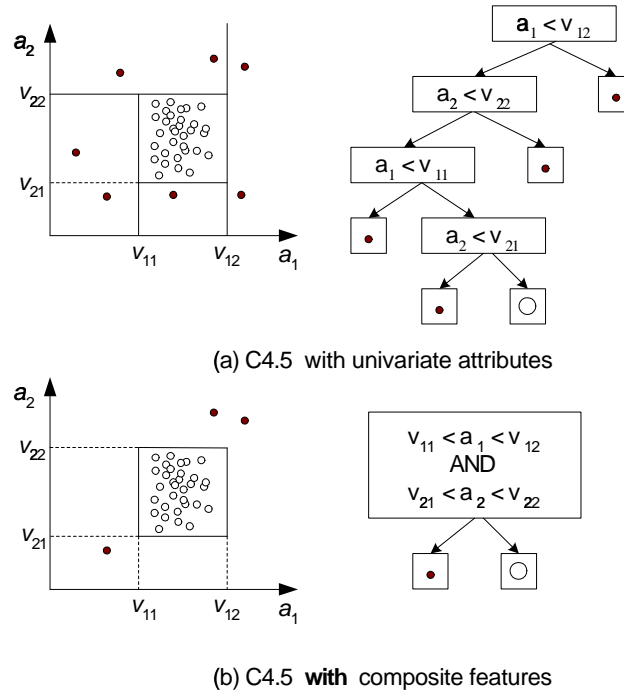 a2
v22
v21
v11
v12
a1
a1 < v12
a2 < v22
a1 < v11
a2 < v21
(a) C4.5 with univariate attributes
a2
v22
v21
v11
v12
a1
v11 < a1 < v12
AND
v21 < a2 < v22
(b) C4.5 with composite features